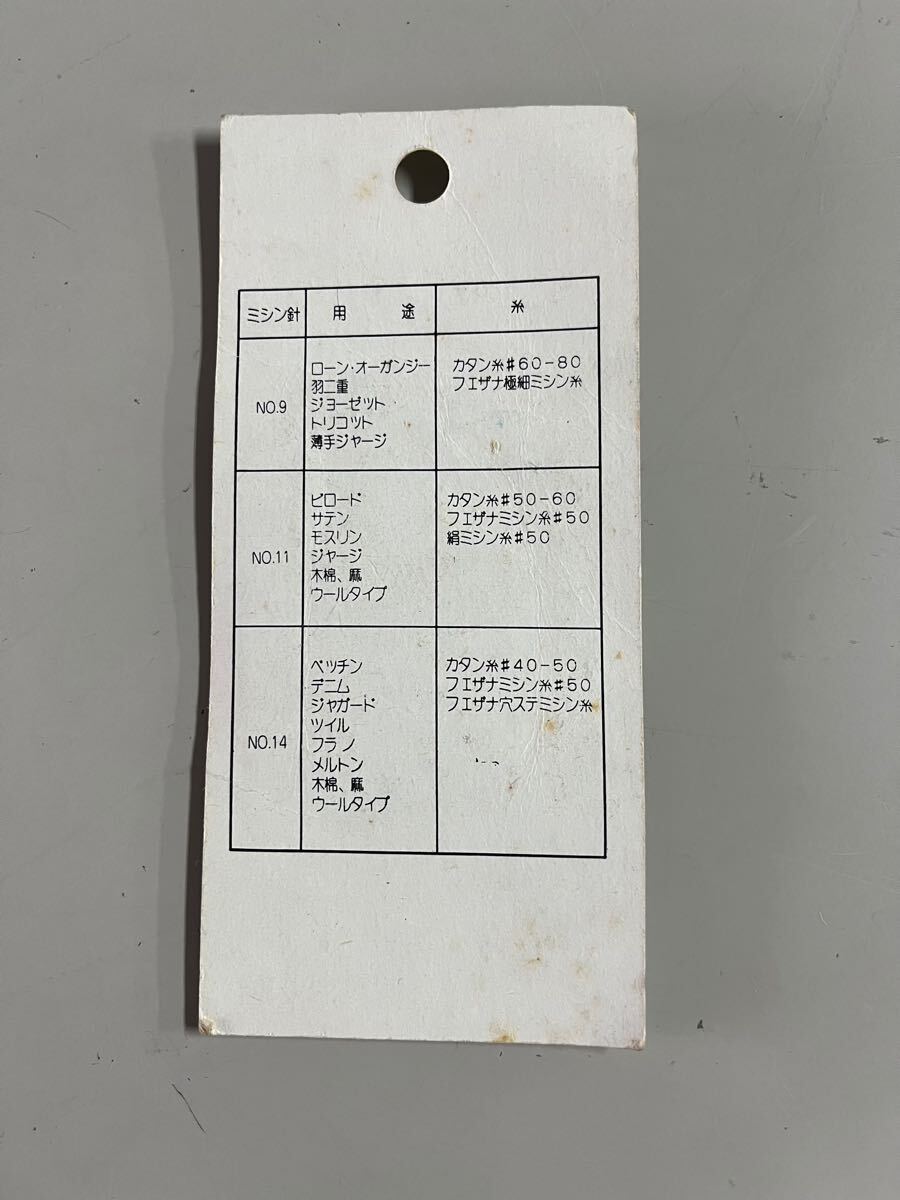 ミシン針 用途 糸
NO.9
ローン・オーガンジー
羽二重
ジョーゼット
トリコット
薄手ジャージ
カタン糸#60-80
フェザナ極細ミシン糸
NO.11
ビロード
サテン
モスリン
ジャージ
木棉、麻
ウールタイプ
カタン糸#50-60
フェザナミシン糸#50
絹ミシン糸#50
NO.14
ベッチン
デニム
ジャガード
ツイル
フラノ
メルトン
木棉、麻
ウールタイプ
カタン糸#40-50
フェザナミシン糸#50
フェザナ穴ステミシン糸